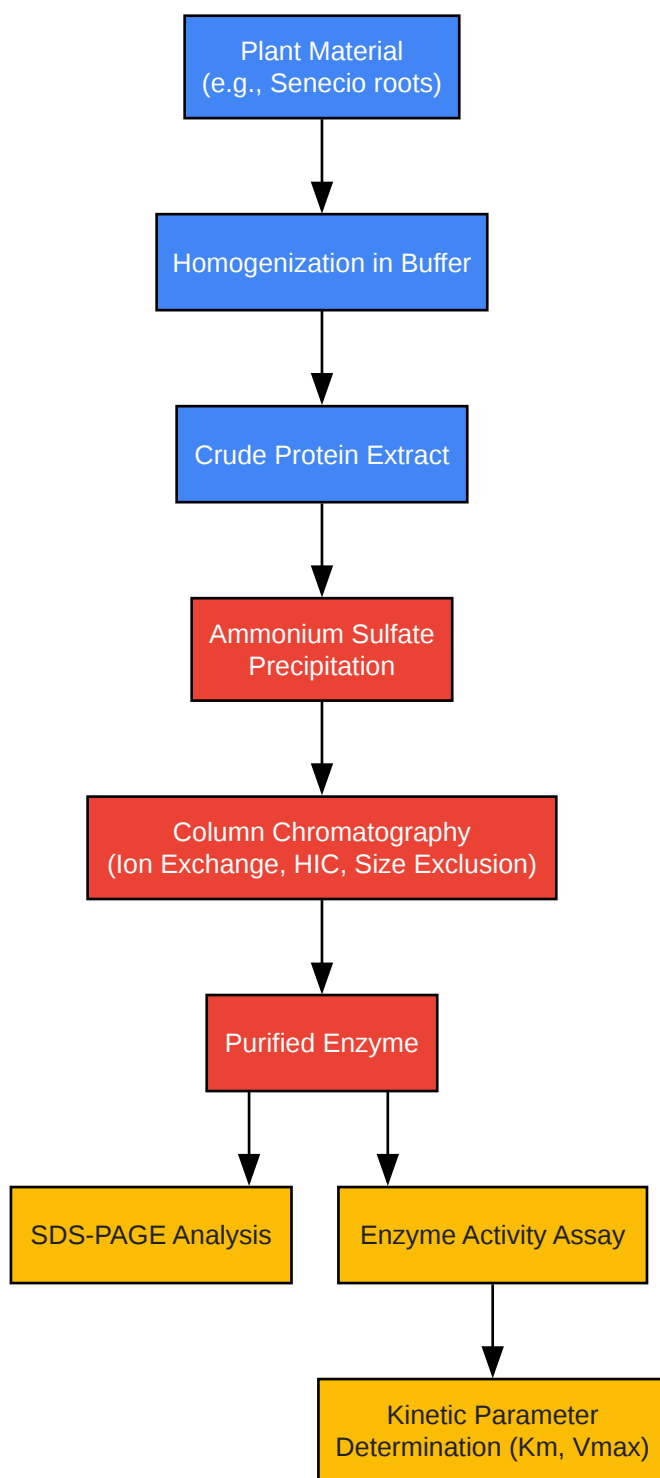 Plant Material
(e.g., Senecio roots)
Homogenization in Buffer
Crude Protein Extract
Ammonium Sulfate
Precipitation
Column Chromatography
(Ion Exchange, HIC, Size Exclusion)
Purified Enzyme
SDS-PAGE Analysis
Enzyme Activity Assay
Kinetic Parameter
Determination (Km, Vmax)